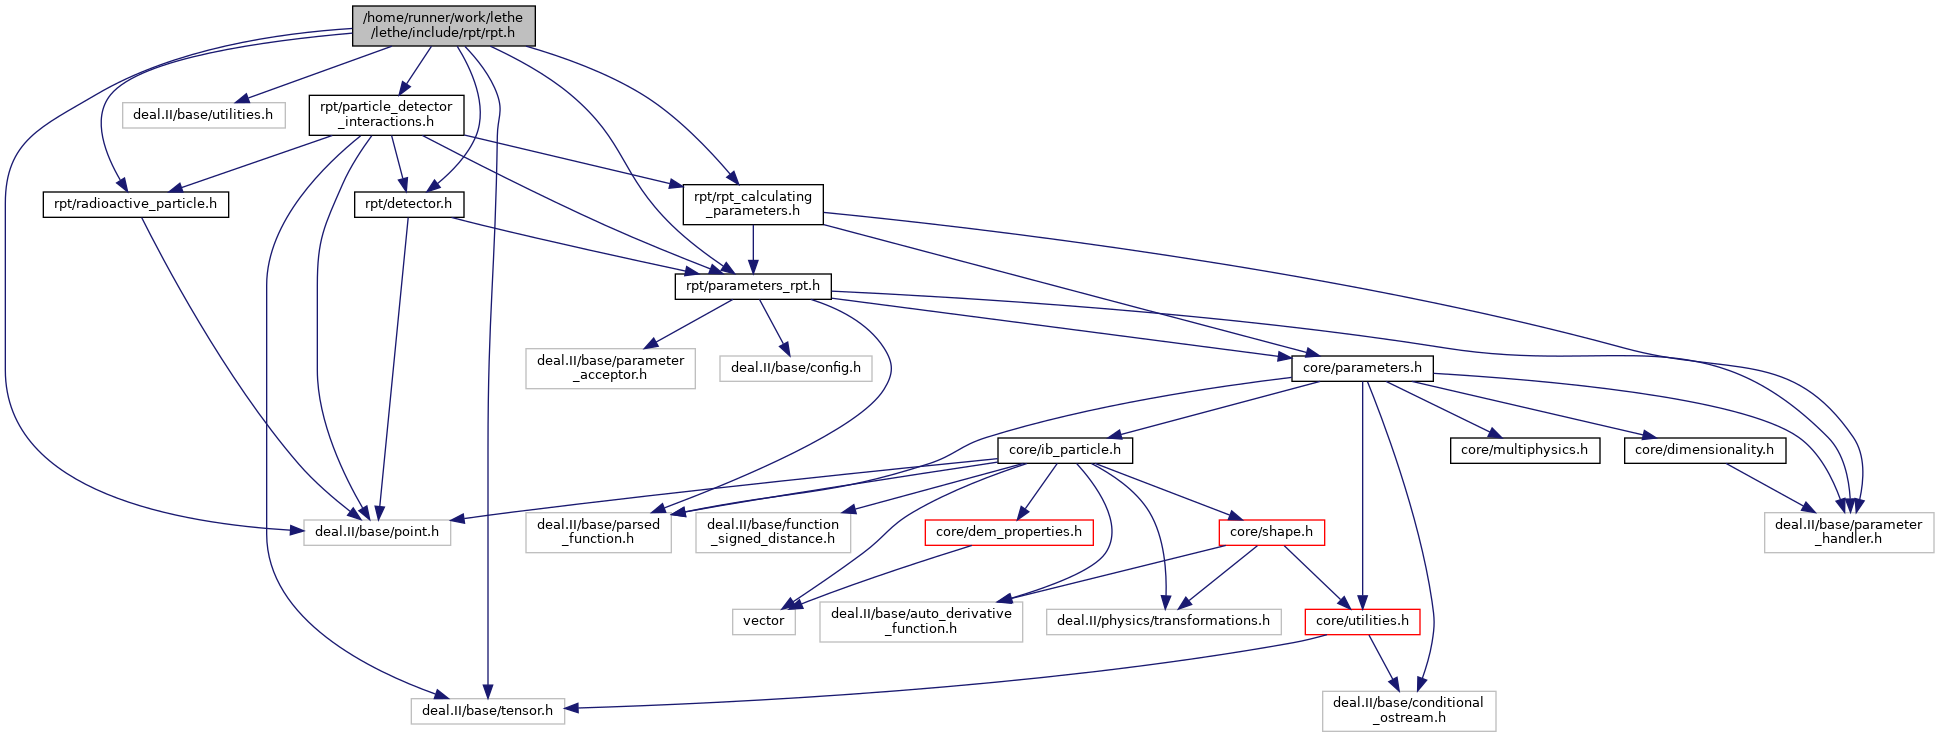 /home/runner/work/lethe
/lethe/include/rpt/rpt.h
deal.II/base/utilities.h
rpt/particle_detector
_interactions.h
rpt/radioactive_particle.h
rpt/detector.h
rpt/rpt_calculating
_parameters.h
rpt/parameters_rpt.h
deal.II/base/parameter
_acceptor.h
deal.II/base/config.h
core/parameters.h
core/ib_particle.h
core/multiphysics.h
core/dimensionality.h
deal.II/base/point.h
deal.II/base/parsed
_function.h
deal.II/base/function
_signed_distance.h
core/dem_properties.h
core/shape.h
deal.II/base/parameter
_handler.h
vector
deal.II/base/auto_derivative
_function.h
deal.II/physics/transformations.h
core/utilities.h
deal.II/base/tensor.h
deal.II/base/conditional
_ostream.h